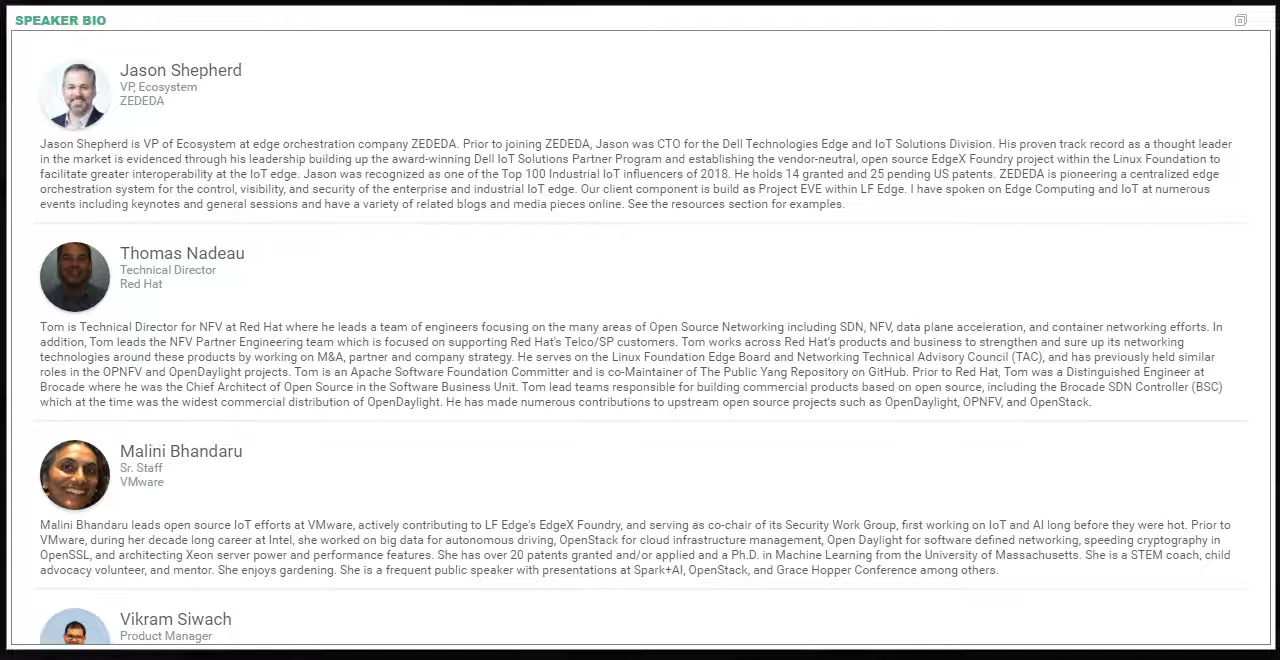 SPEAKER BIO
Jason Shepherd
VP, Ecosystem
ZEDEDA
Jason Shepherd is VP of Ecosystem at edge orchestration company ZEDEDA. Prior to joining ZEDEDA, Jason was CTO for the Dell Technologies Edge and IoT Solutions Division. His proven track record as a thought leader
in the market is evidenced through his leadership building up the award-winning Dell IoT Solutions Partner Program and establishing the vendor-neutral, open source EdgeX Foundry project within the Linux Foundation to
facilitate greater interoperability at the IoT edge. Jason was recognized as one of the Top 100 Industrial IoT influencers of 2018. He holds 14 granted and 25 pending US patents. ZEDEDA is pioneering a centralized edge
orchestration system for the control, visibility, and security of the enterprise and industrial IoT edge. Our client component is build as Project EVE within LF Edge. I have spoken on Edge Computing and IoT at numerous
events including keynotes and general sessions and have a variety of related blogs and media pieces online. See the resources section for examples.
Thomas Nadeau
Technical Director
Red Hat
Tom is Technical Director for NFV at Red Hat where he leads a team of engineers focusing on the many areas of Open Source Networking including SDN, NFV, data plane acceleration, and container networking efforts. In
addition, Tom leads the NFV Partner Engineering team which is focused on supporting Red Hat's Telco/SP customers. Tom works across Red Hat's products and business to strengthen and sure up its networking
technologies around these products by working on M&A, partner and company strategy. He serves on the Linux Foundation Edge Board and Networking Technical Advisory Council (TAC), and has previously held similar
roles in the OPNFV and OpenDaylight projects. Tom is an Apache Software Foundation Committer and is co-Maintainer of The Public Yang Repository on GitHub. Prior to Red Hat, Tom was a Distinguished Engineer at
Brocade where he was the Chief Architect of Open Source in the Software Business Unit. Tom lead teams responsible for building commercial products based on open source, including the Brocade SDN Controller (BSC)
which at the time was the widest commercial distribution of OpenDaylight. He has made numerous contributions to upstream open source projects such as OpenDaylight, OPNFV, and OpenStack.
Malini Bhandaru
Sr. Staff
VMware
Malini Bhandaru leads open source IoT efforts at VMware, actively contributing to LF Edge's EdgeX Foundry, and serving as co-chair of its Security Work Group, first working on IoT and AI long before they were hot. Prior to
VMware, during her decade long career at Intel, she worked on big data for autonomous driving, OpenStack for cloud infrastructure management, Open Daylight for software defined networking, speeding cryptography in
OpenSSL, and architecting Xeon server power and performance features. She has over 20 patents granted and/or applied and a Ph.D. in Machine Learning from the University of Massachusetts. She is a STEM coach, child
advocacy volunteer, and mentor. She enjoys gardening. She is a frequent public speaker with presentations at Spark+AI, OpenStack, and Grace Hopper Conference among others.
Vikram Siwach
Product Manager